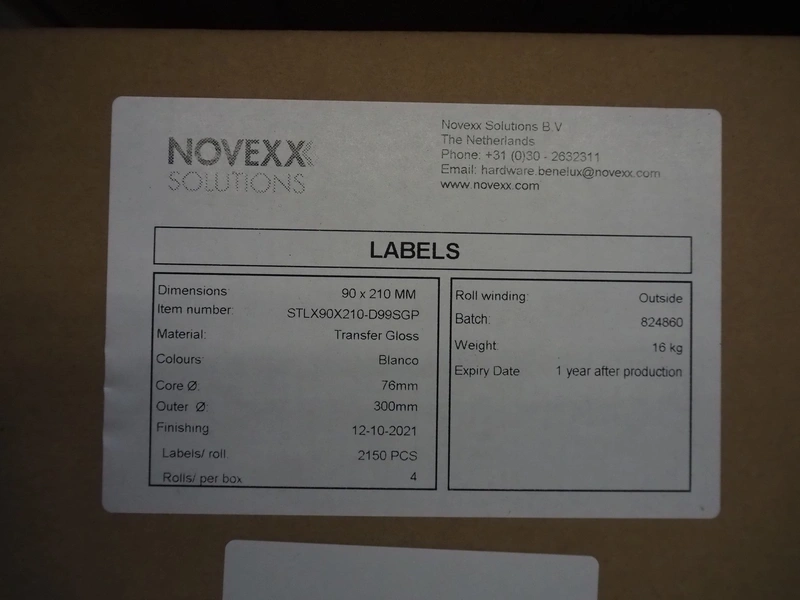 NOVEXX
SOLUTIONS
Novexx Solutions B.V
The Netherlands
Phone: +31 (0)30 - 2632311
Email: hardware.benelux@novexx.com
www.novexx.com
LABELS
Dimensions: 90 x 210 MM
Item number: STLX90X210-D99SGP
Material: Transfer Gloss
Colours: Blanco
Core Ø: 76mm
Outer Ø: 300mm
Finishing 12-10-2021
Labels/ roll 2150 PCS
Rolls/ per box 4
Roll winding: Outside
Batch: 824860
Weight 16 kg
Expiry Date 1 year after production